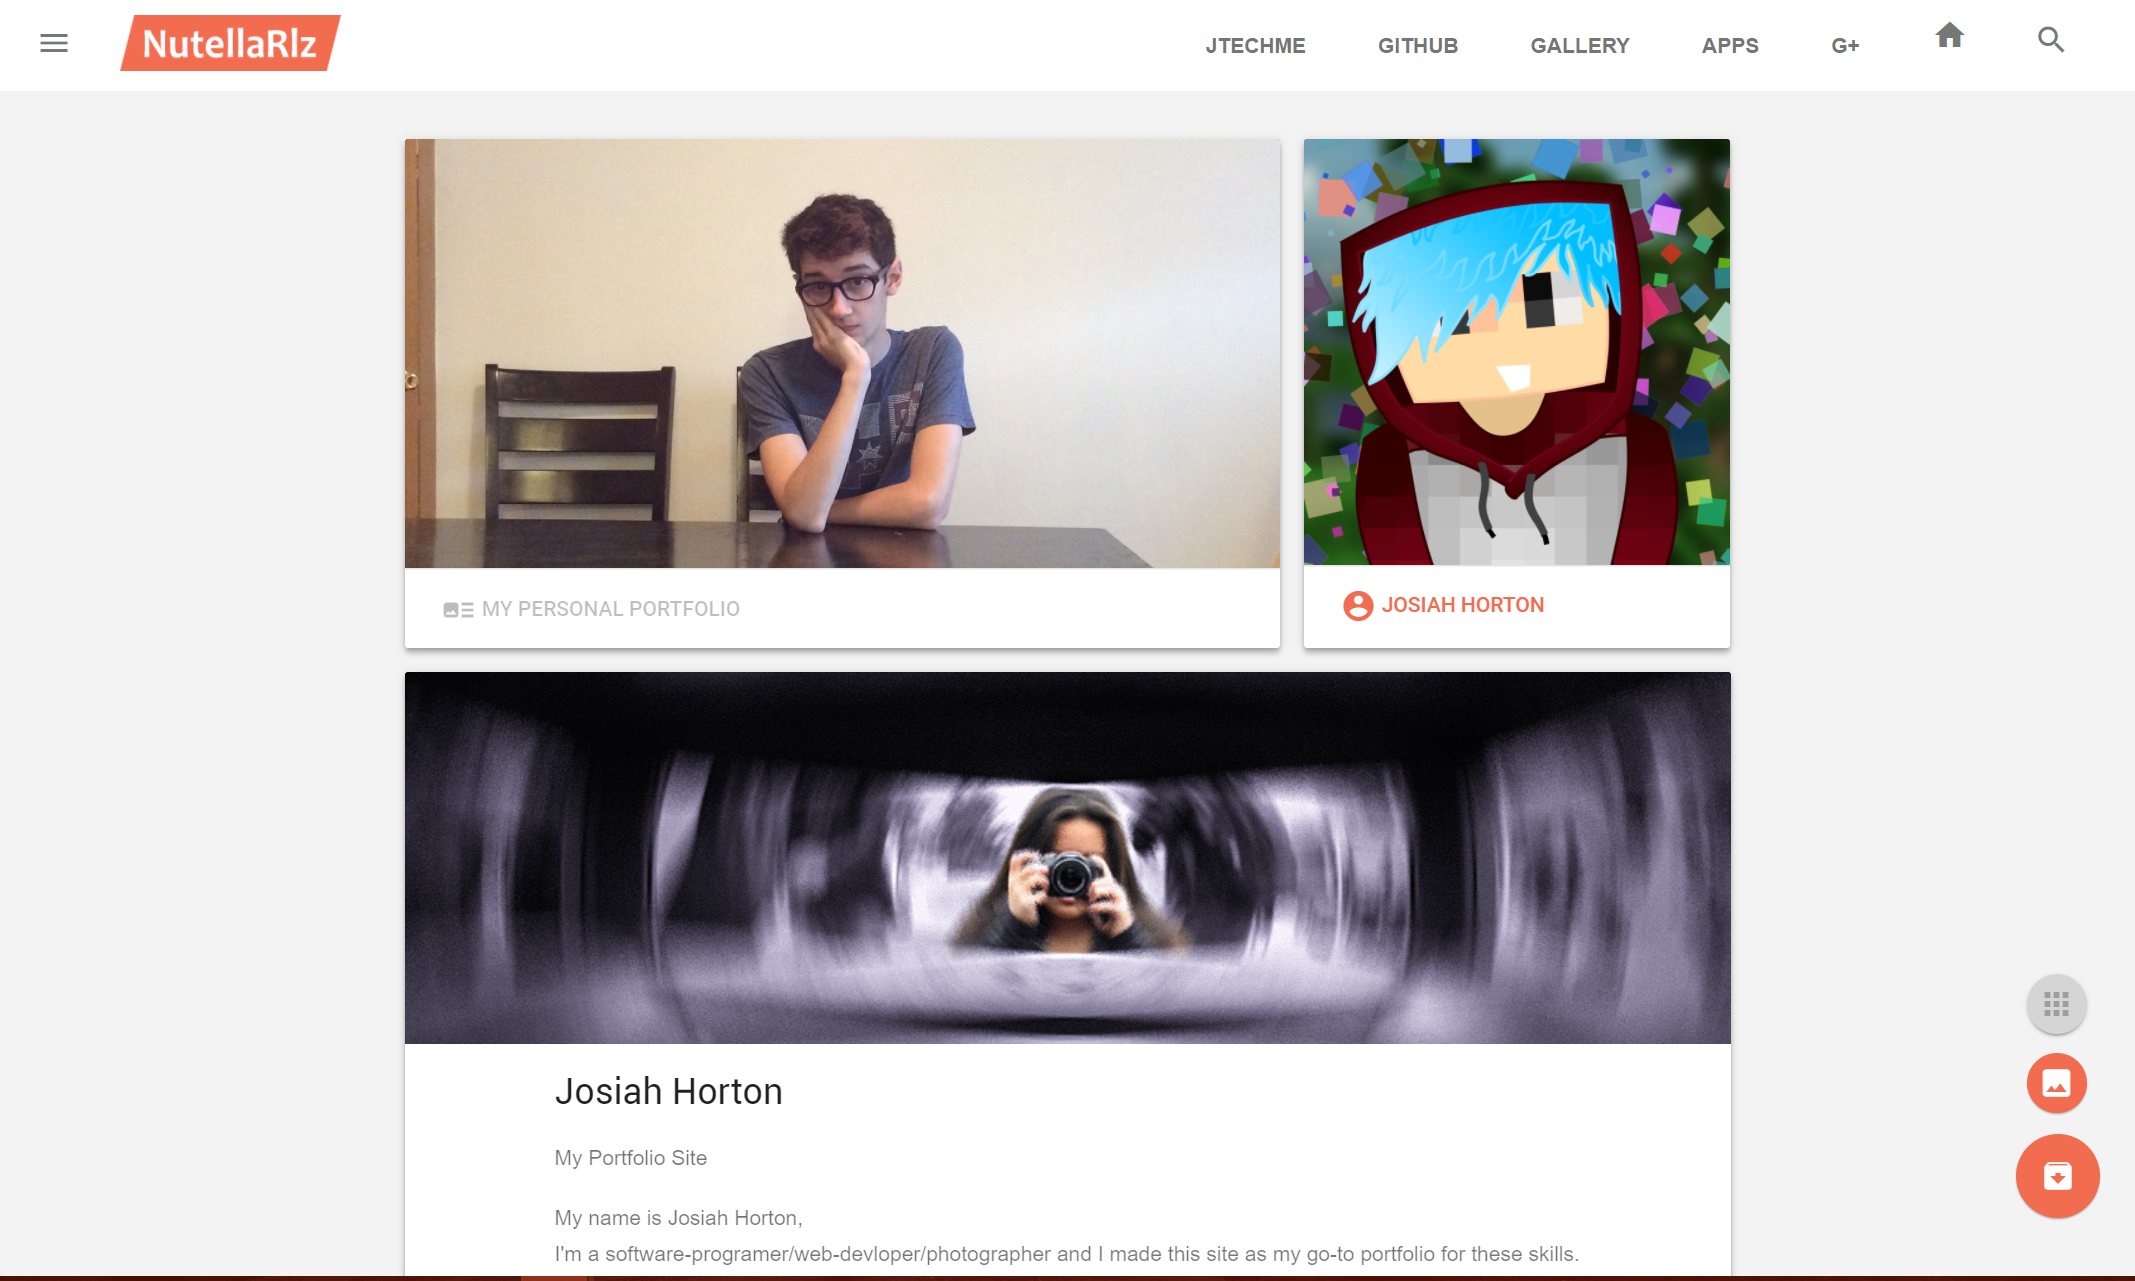 NutellaRlz
JTECHME GITHUB GALLERY APPS G+
MY PERSONAL PORTFOLIO
JOSIAH HORTON
Josiah Horton
My Portfolio Site
My name is Josiah Horton,
I'm a software-programer/web-devloper/photographer and I made this site as my go-to portfolio for these skills.